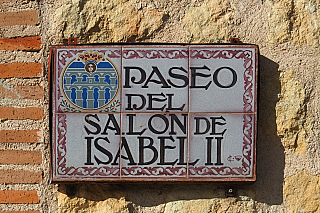 PASEO
DEL
SALON DE
ISABEL II